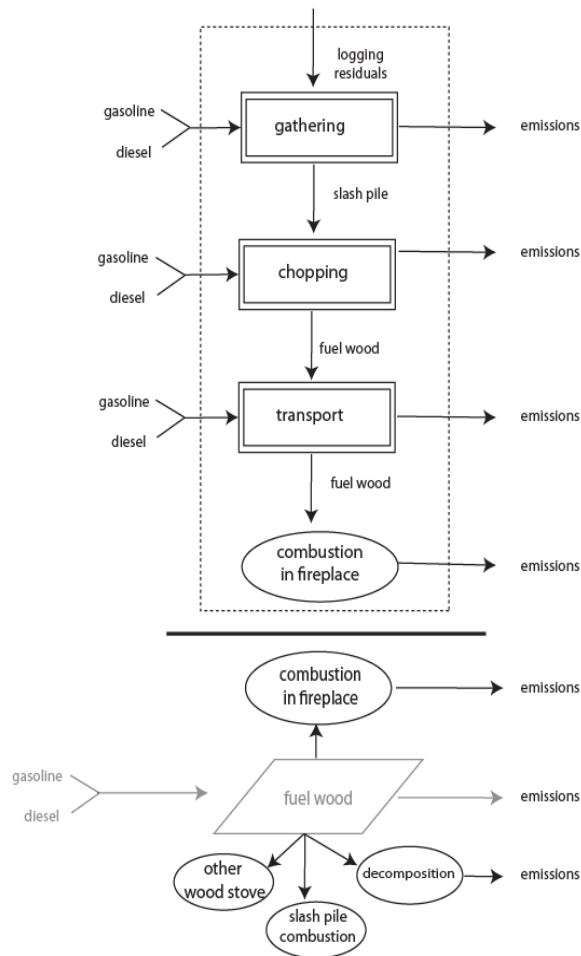 logging
residuals
gasoline
gathering
emissions
diesel
slash pile
gasoline
chopping
emissions
diesel
fuel wood
gasoline
transport
emissions
diesel
fuel wood
combustion
in fireplace
emissions
combustion
in fireplace
emissions
gasoline
fuel wood
emissions
diesel
other
wood stove
decomposition
emissions
slash pile
combustion